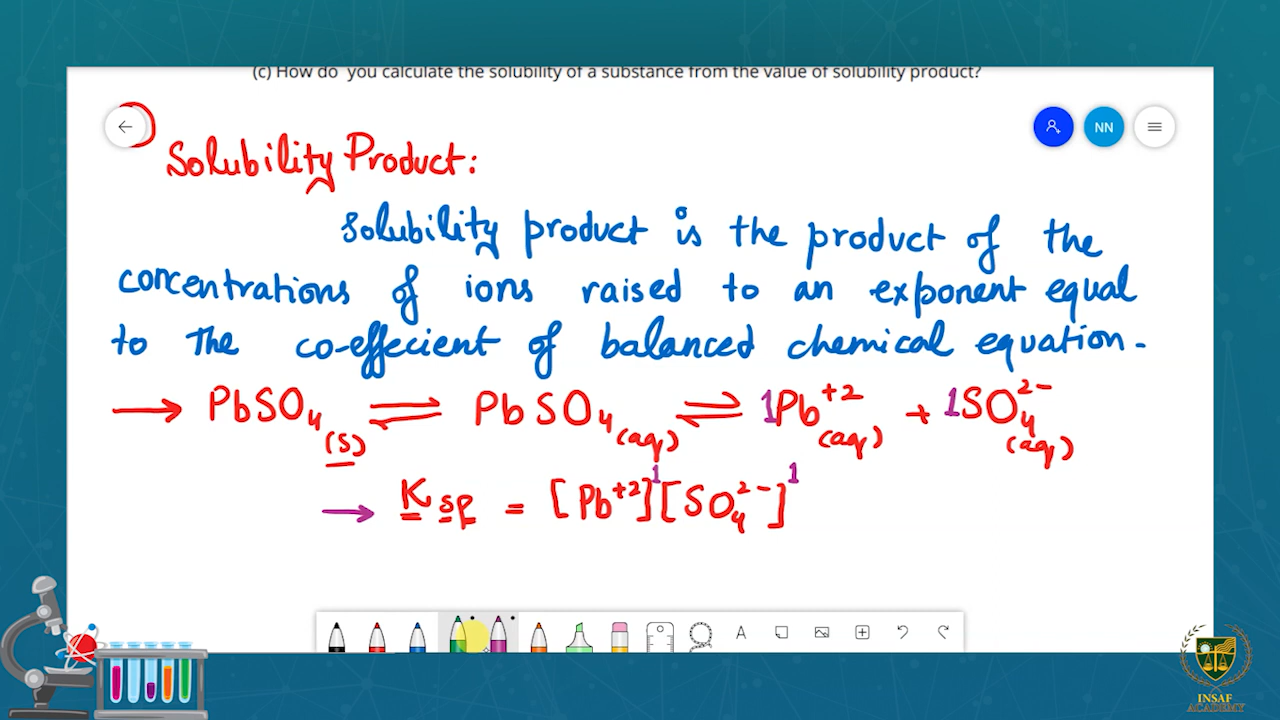 (c) How do you calculate the solubility of a substance from the value of solubility product?
NN
Solubility Product:
Solubility product is the product of the
concentrations of ions raised to an exponent equal
to The co-effecient of balanced chemical equation.
→ PbSO₄(s) ⇌ PbSO₄(aq) ⇌ 1Pb⁺²(aq) + 1SO₄²⁻(aq)
→ Ksp = [Pb⁺²]¹[SO₄²⁻]¹
A
INSAF
ACADEMY